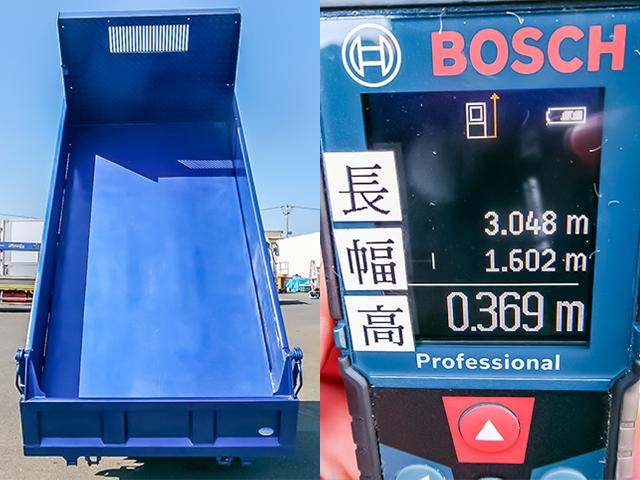 BOSCH
長
3.048 m
幅
1.602 m
高
0.369 m
Professional